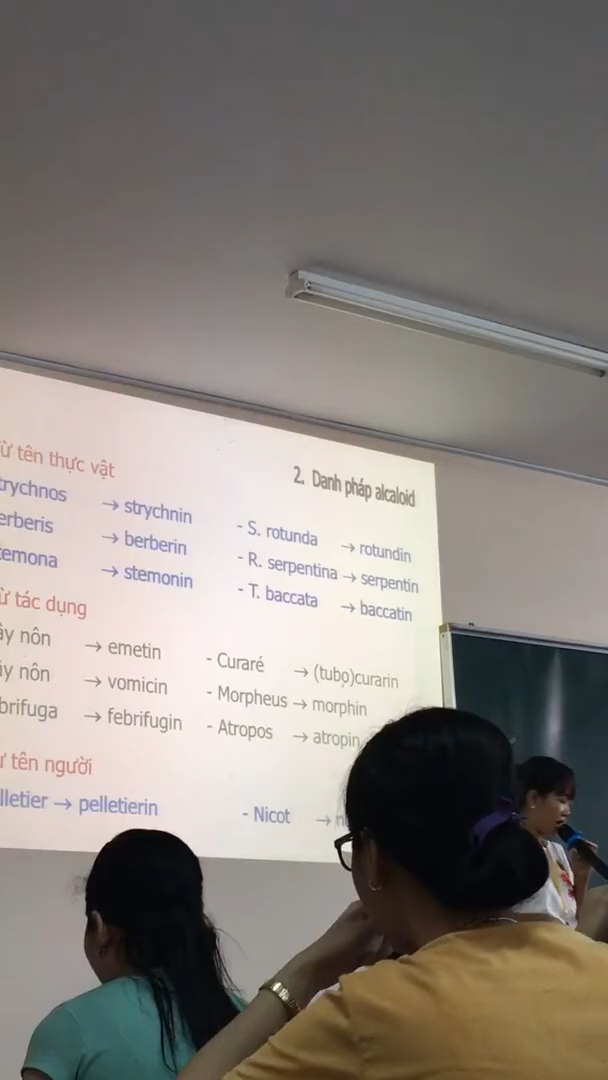 2. Danh pháp alcaloid
ừ tên thực vật
trychnos → strychnin - S. rotunda → rotundin
erberis → berberin - R. serpentina → serpentin
temona → stemonin - T. baccata → baccatin
ừ tác dụng
ây nôn → emetin - Curaré → (tubo)curarin
ây nôn → vomicin - Morpheus → morphin
brifuga → febrifugin - Atropos → atropin
ừ tên người
lletier → pelletierin - Nicot → n